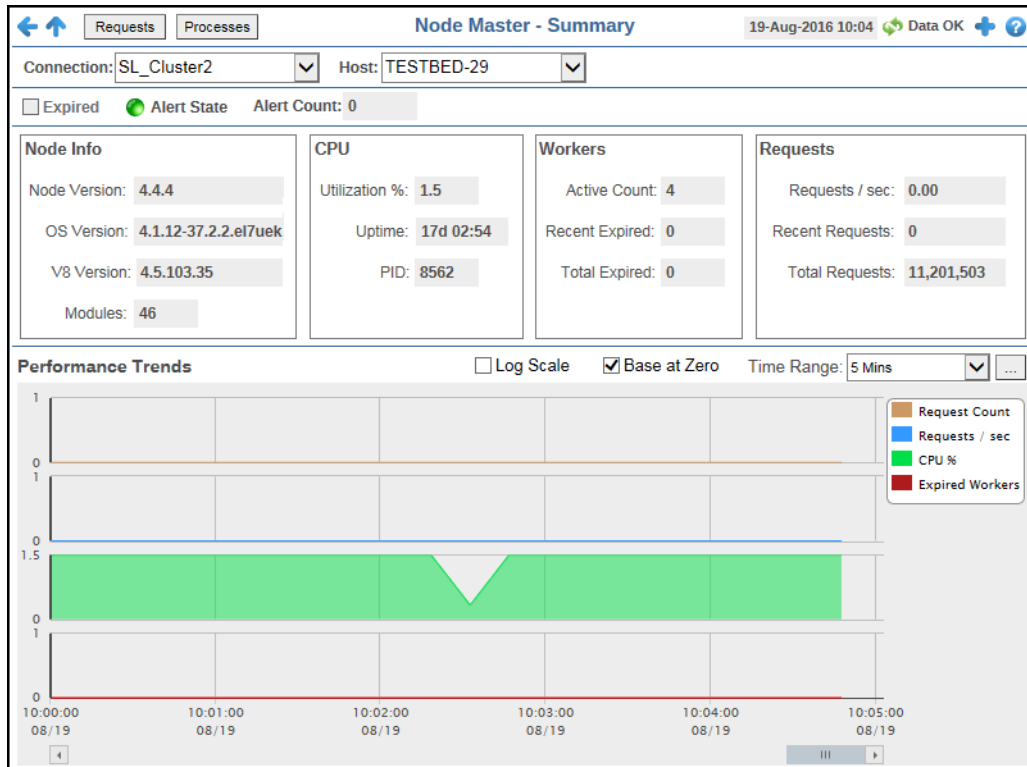 Requests Processes Node Master - Summary 19-Aug-2016 10:04 Data OK
Connection: SL_Cluster2 Host: TESTBED-29
Expired Alert State Alert Count: 0
Node Info
Node Version: 4.4.4
OS Version: 4.1.12-37.2.2.el7uek
V8 Version: 4.5.103.35
Modules: 46
CPU
Utilization %: 1.5
Uptime: 17d 02:54
PID: 8562
Workers
Active Count: 4
Recent Expired: 0
Total Expired: 0
Requests
Requests / sec: 0.00
Recent Requests: 0
Total Requests: 11,201,503
Performance Trends Log Scale Base at Zero Time Range: 5 Mins ...
1
0
1
0
1.5
0
1
0
10:00:00 10:01:00 10:02:00 10:03:00 10:04:00 10:05:00
08/19 08/19 08/19 08/19 08/19 08/19
Request Count
Requests / sec
CPU %
Expired Workers